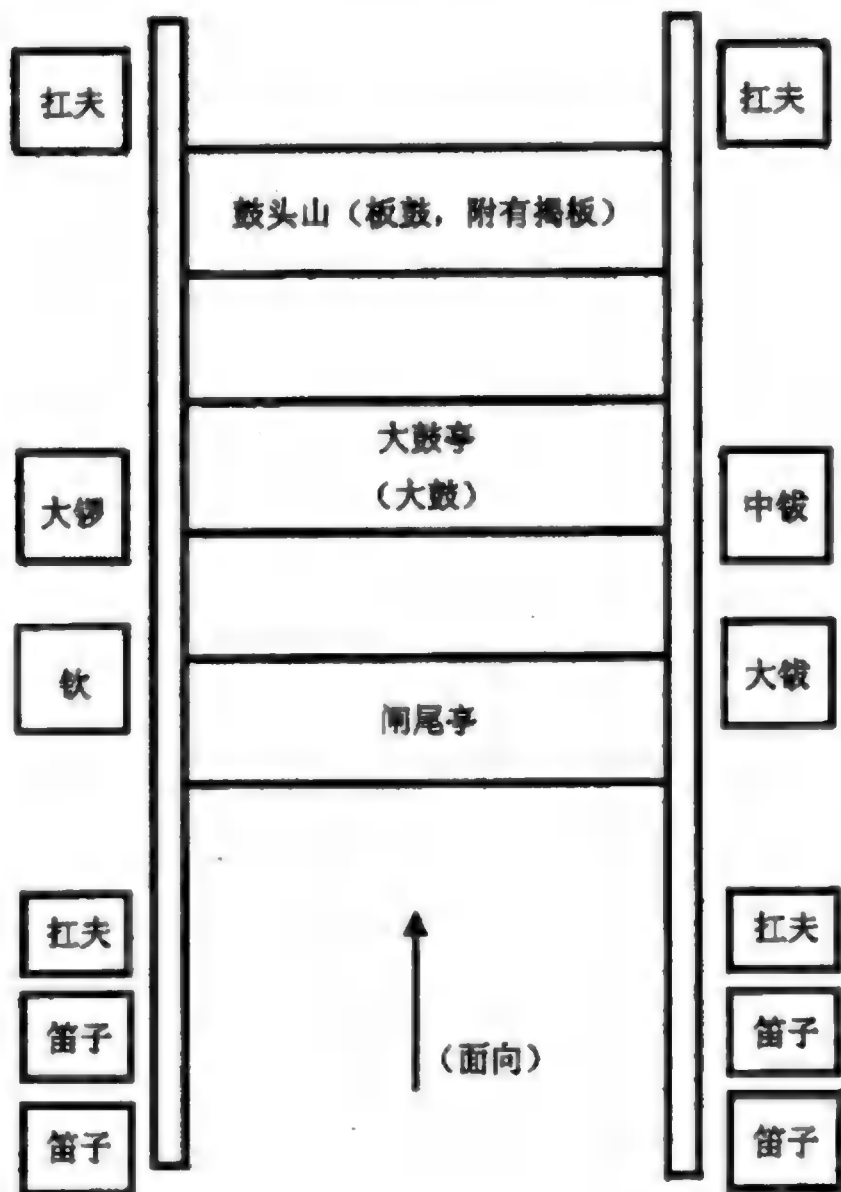 扛夫 扛夫
鼓头山（板鼓，附有揭板）
大鼓亭
（大鼓）
大锣 中钹
钦 大钹
闸尾亭
扛夫 扛夫
笛子 （面向） 笛子
笛子 笛子